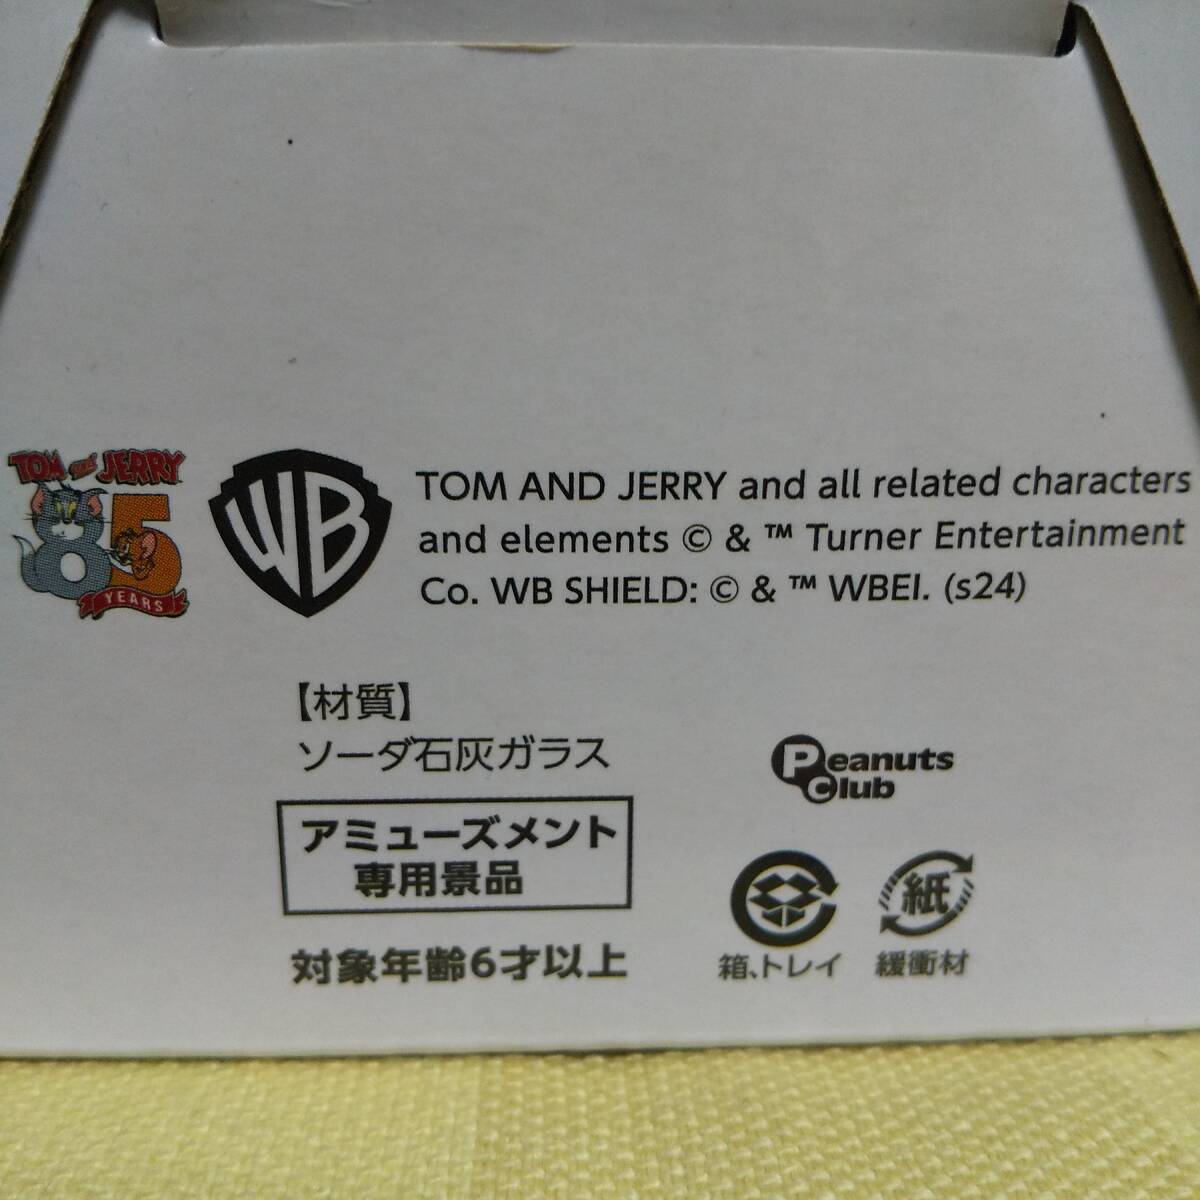 TOM AND JERRY
85
YEARS
WB
TOM AND JERRY and all related characters
and elements © & ™ Turner Entertainment
Co. WB SHIELD: © & ™ WBEI. (s24)
【材質】
ソーダ石灰ガラス
アミューズメント
専用景品
対象年齢6才以上
Peanuts
Club
箱、トレイ
紙
緩衝材